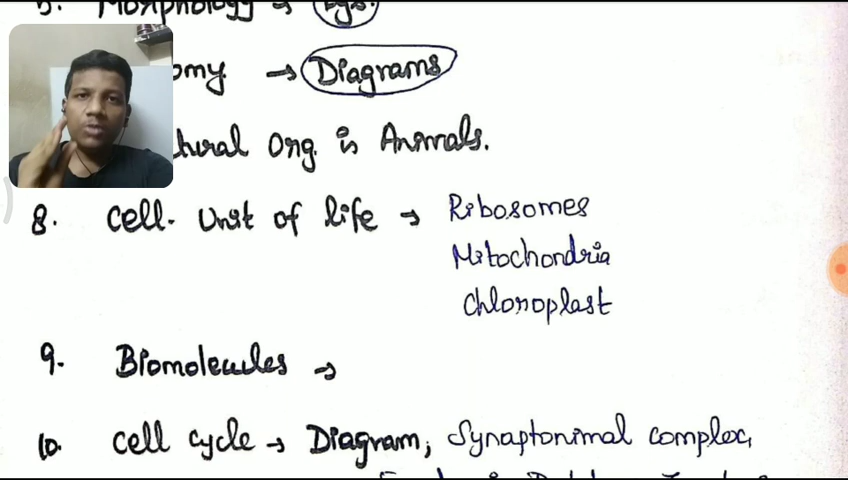 5. Morphology →
omy → Diagrams
tural Org. in Animals.
8. Cell. Unit of life → Ribosomes
Mitochondria
Chloroplast
9. Biomolecules →
10. Cell cycle → Diagram, Synaptonimal complex,